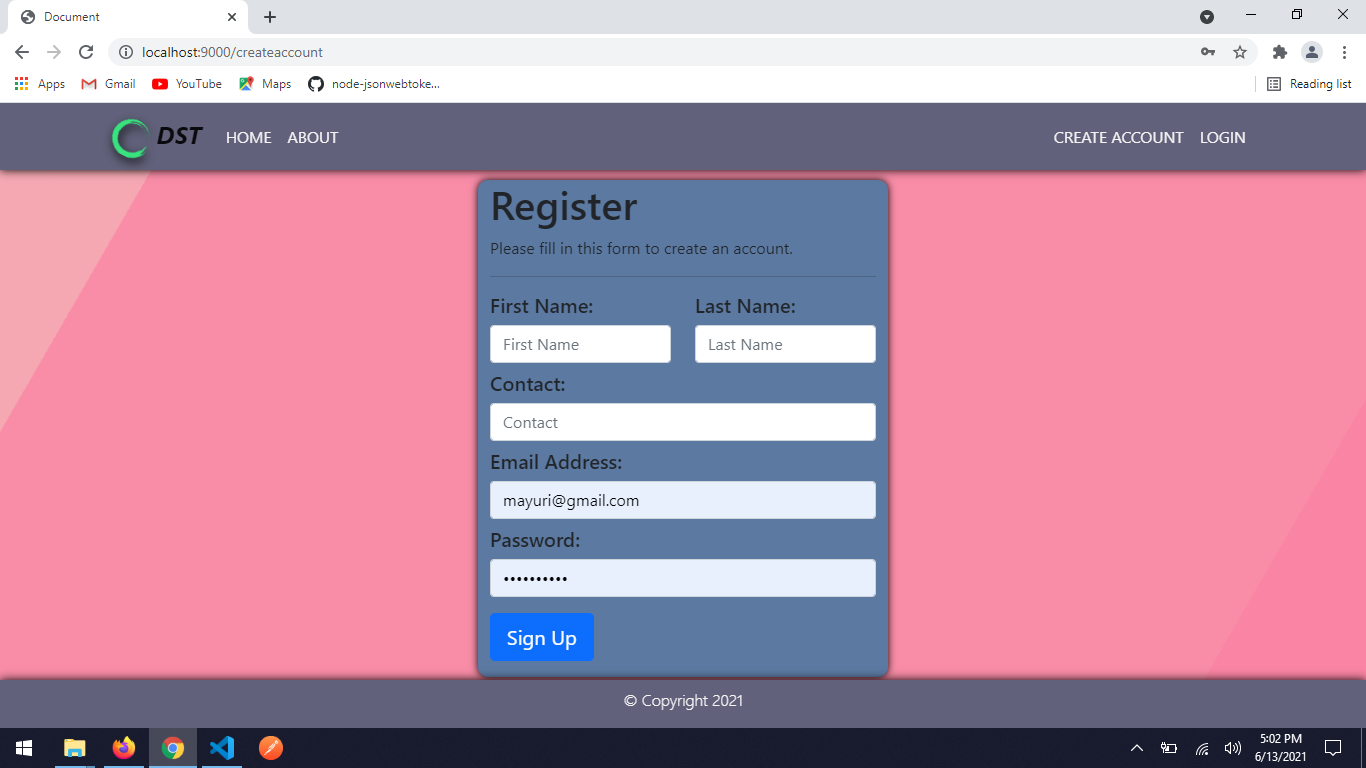 Document
localhost:9000/createaccount
Apps Gmail YouTube Maps node-jsonwebtoke... Reading list
DST HOME ABOUT CREATE ACCOUNT LOGIN
Register
Please fill in this form to create an account.
First Name: Last Name:
First Name Last Name
Contact:
Contact
Email Address:
mayuri@gmail.com
Password:
••••••••••
Sign Up
© Copyright 2021
5:02 PM
6/13/2021